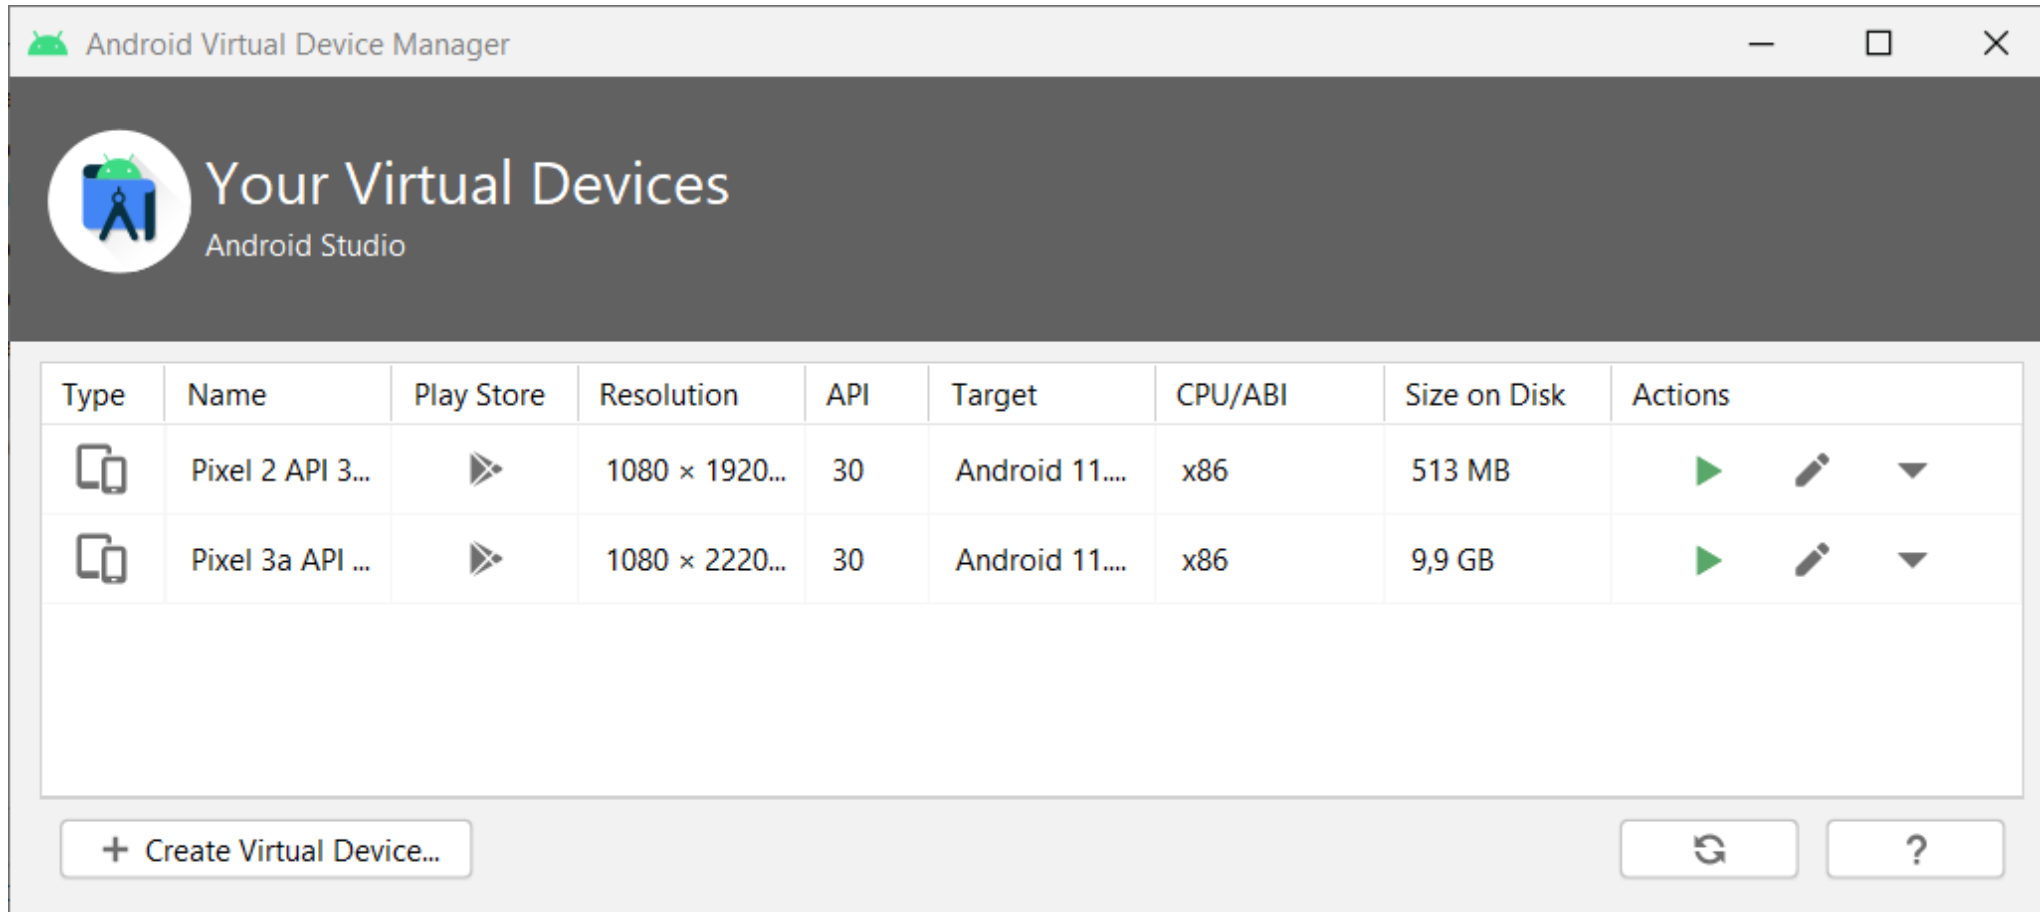 Android Virtual Device Manager
Your Virtual Devices
Android Studio
Type Name Play Store Resolution API Target CPU/ABI Size on Disk Actions
Pixel 2 API 3... 1080 × 1920... 30 Android 11.... x86 513 MB
Pixel 3a API ... 1080 × 2220... 30 Android 11.... x86 9,9 GB
+ Create Virtual Device... ?